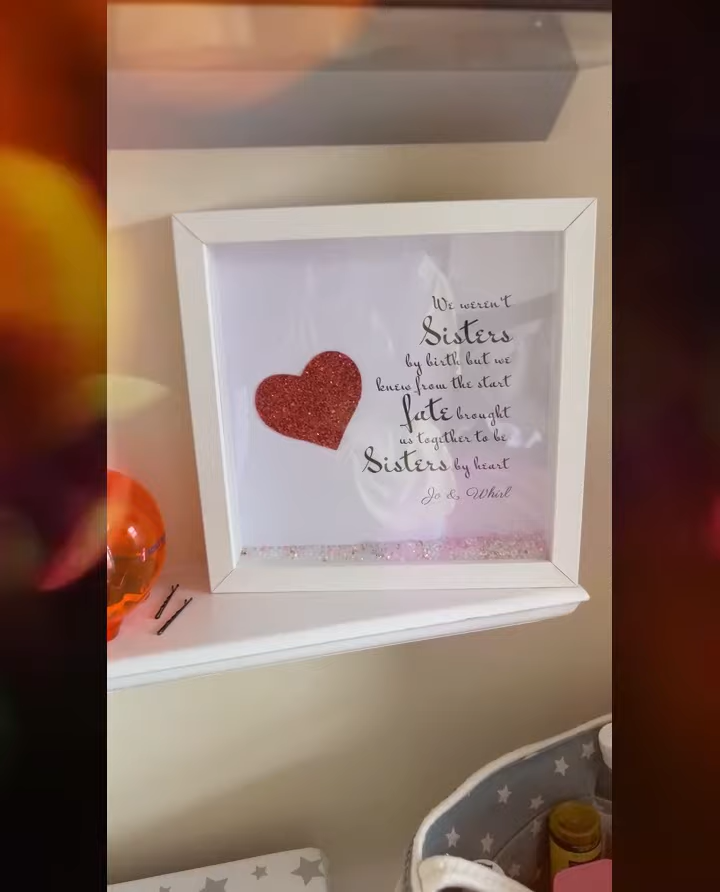 We weren't
Sisters
by birth but we
knew from the start
fate brought
us together to be
Sisters by heart
Jo & Whirl